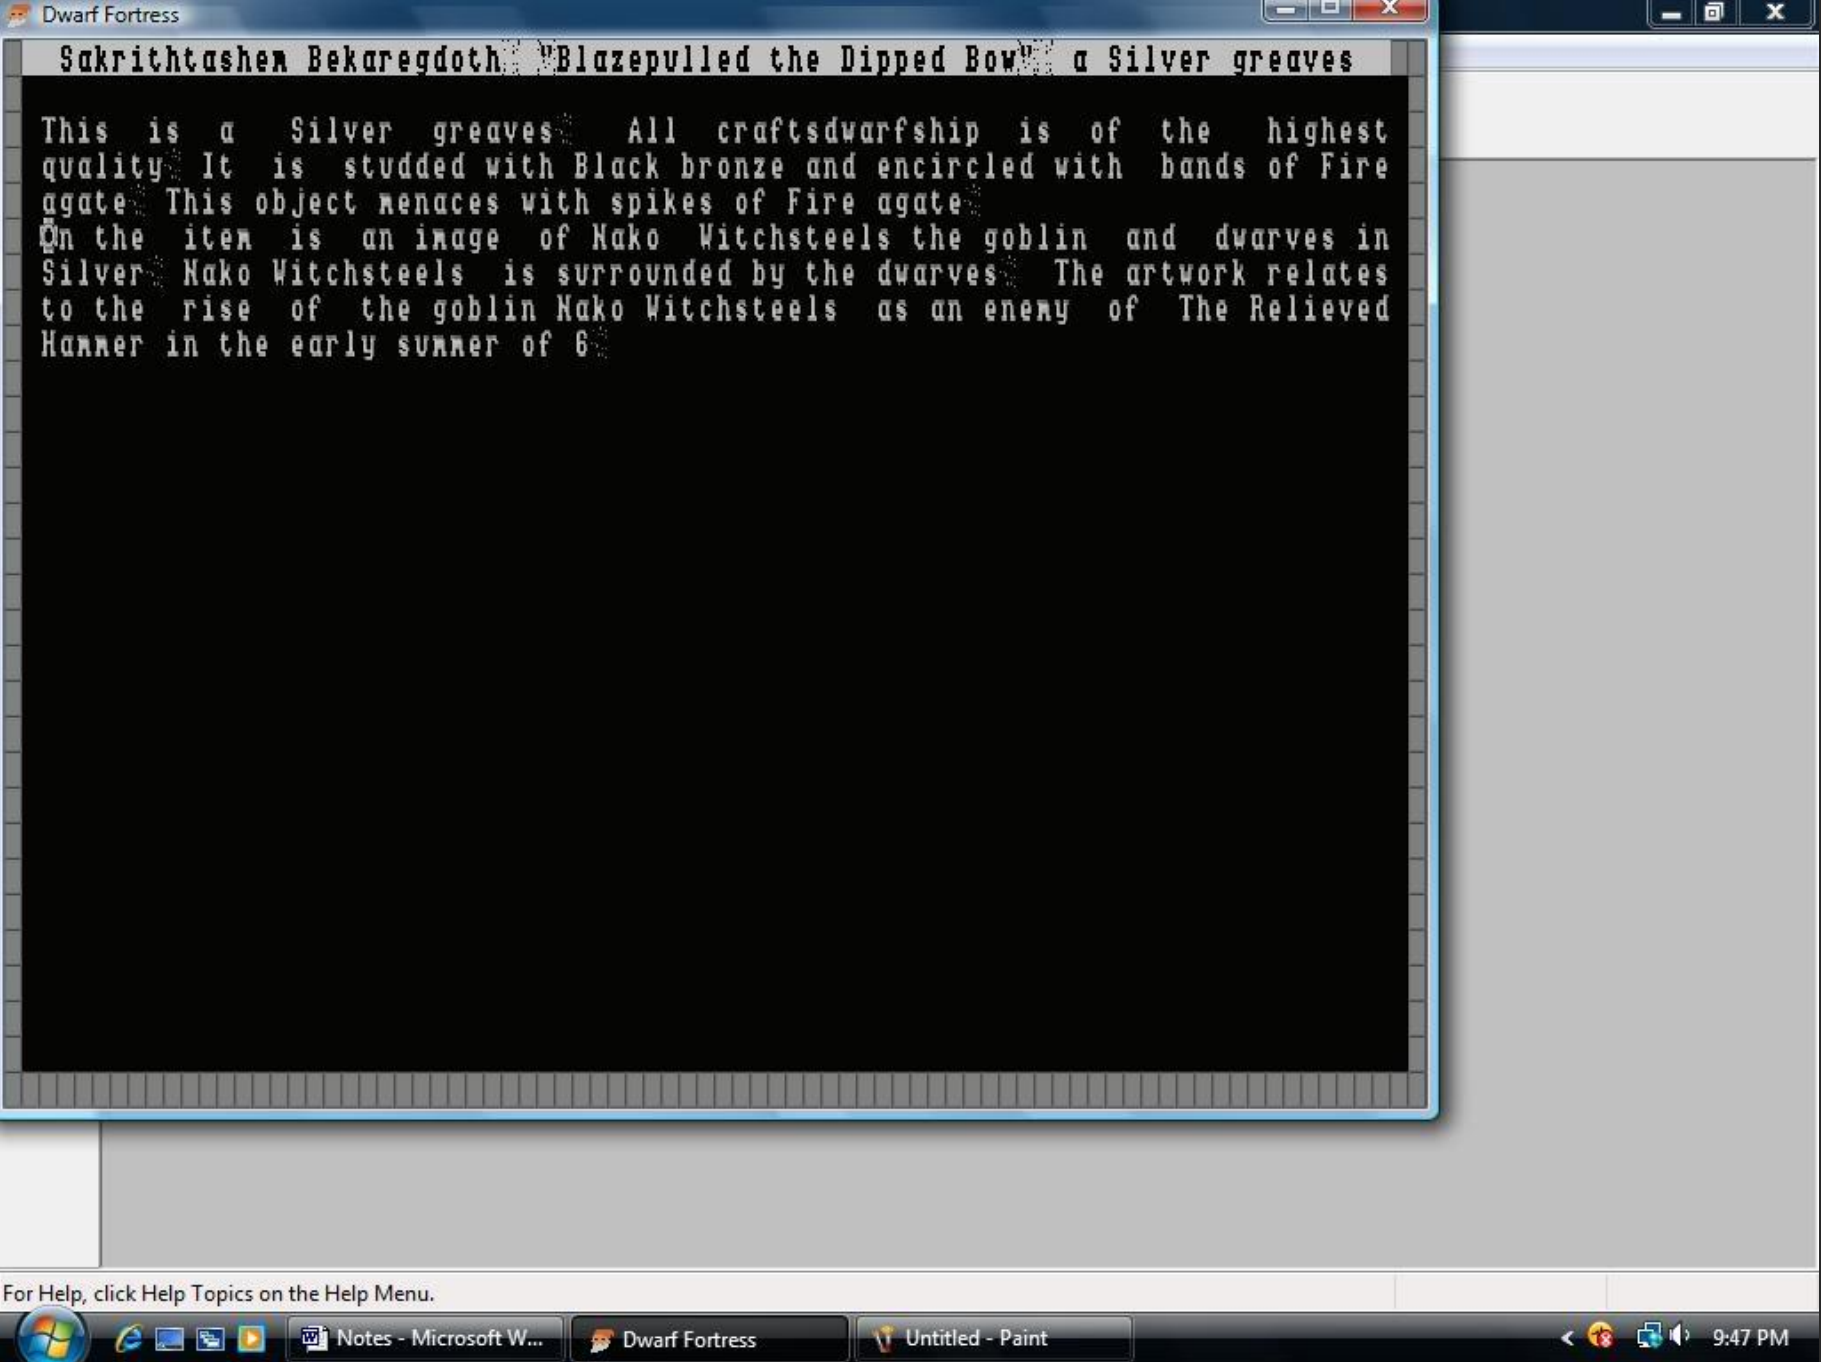 Dwarf Fortress
Sakrithtashem Bekaregdoth, "Blazepulled the Dipped Bow", a Silver greaves
This is a Silver greaves. All craftsdwarfship is of the highest
quality. It is studded with Black bronze and encircled with bands of Fire
agate. This object menaces with spikes of Fire agate.
On the item is an image of Nako Witchsteels the goblin and dwarves in
Silver. Nako Witchsteels is surrounded by the dwarves. The artwork relates
to the rise of the goblin Nako Witchsteels as an enemy of The Relieved
Hammer in the early summer of 6.
For Help, click Help Topics on the Help Menu.
Notes - Microsoft W... Dwarf Fortress Untitled - Paint 9:47 PM